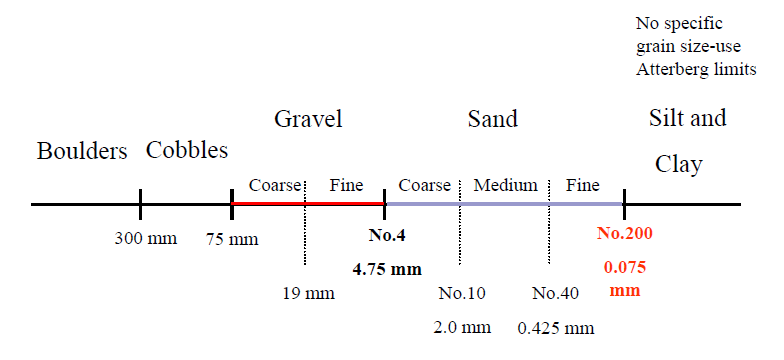 No specific
grain size-use
Atterberg limits
Gravel
Sand
Silt and
Clay
Boulders
Cobbles
Coarse
Fine
Coarse
Medium
Fine
300 mm
75 mm
No.4
4.75 mm
No.200
0.075
mm
19 mm
No.10
2.0 mm
No.40
0.425 mm